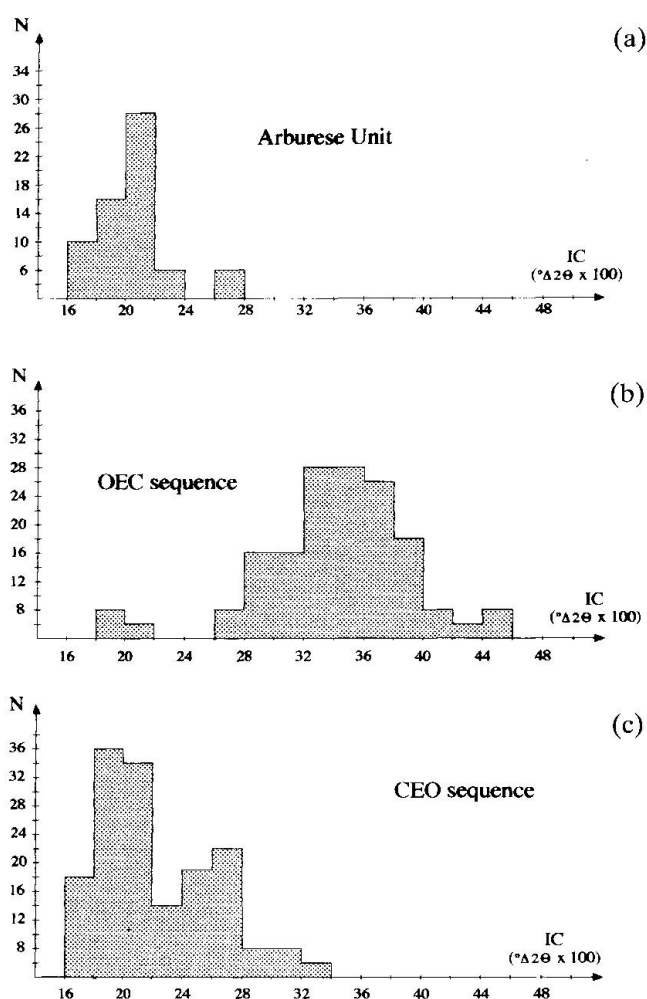 N
(a)
34
30
26
22
18
14
10
6
Arburese Unit
IC
(°Δ2Θ x 100)
16 20 24 28 32 36 40 44 48
N
(b)
36
32
28
24
20
16
12
8
OEC sequence
IC
(°Δ2Θ x 100)
16 20 24 28 32 36 40 44 48
N
(c)
36
32
28
24
20
16
12
8
CEO sequence
IC
(°Δ2Θ x 100)
16 20 24 28 32 36 40 44 48